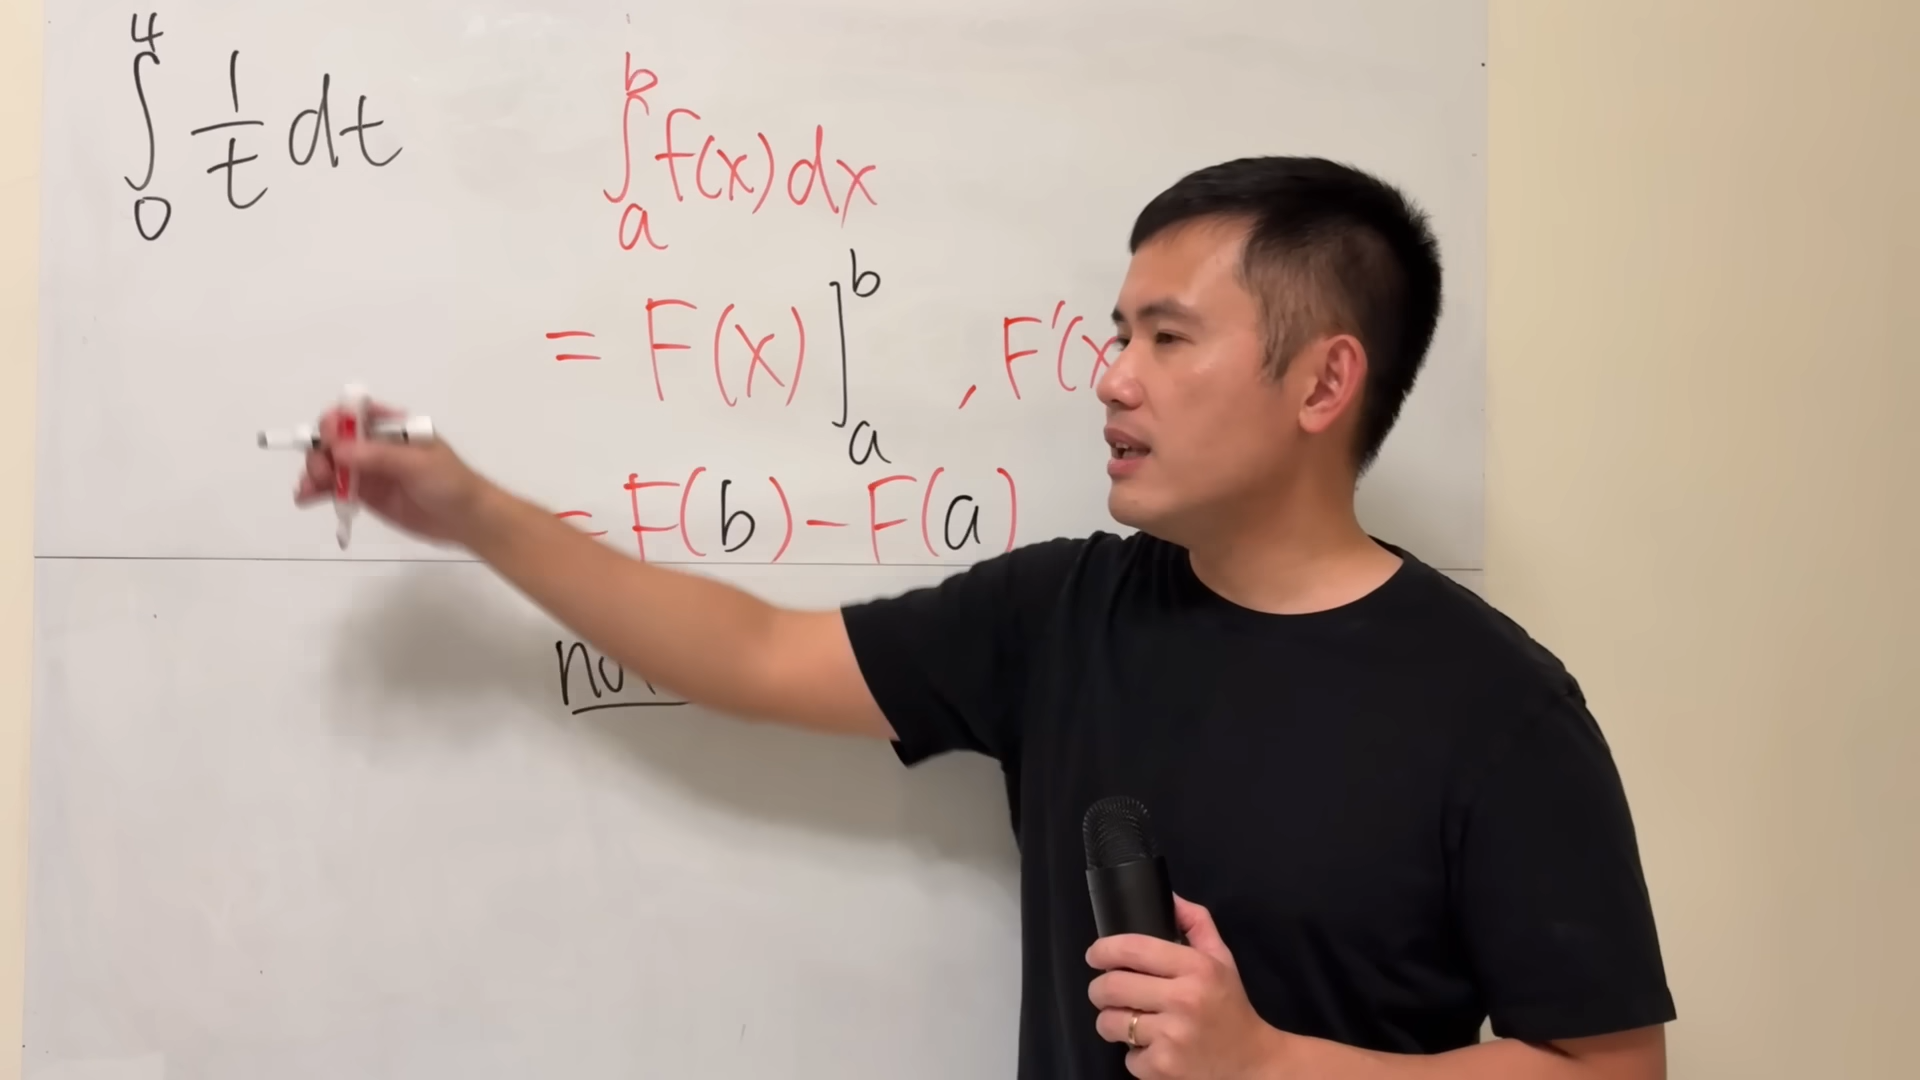 ∫₀⁴ 1/t dt
∫ₐᵇ f(x) dx
= F(x) ]ₐᵇ , F'(x
= F(b) - F(a)